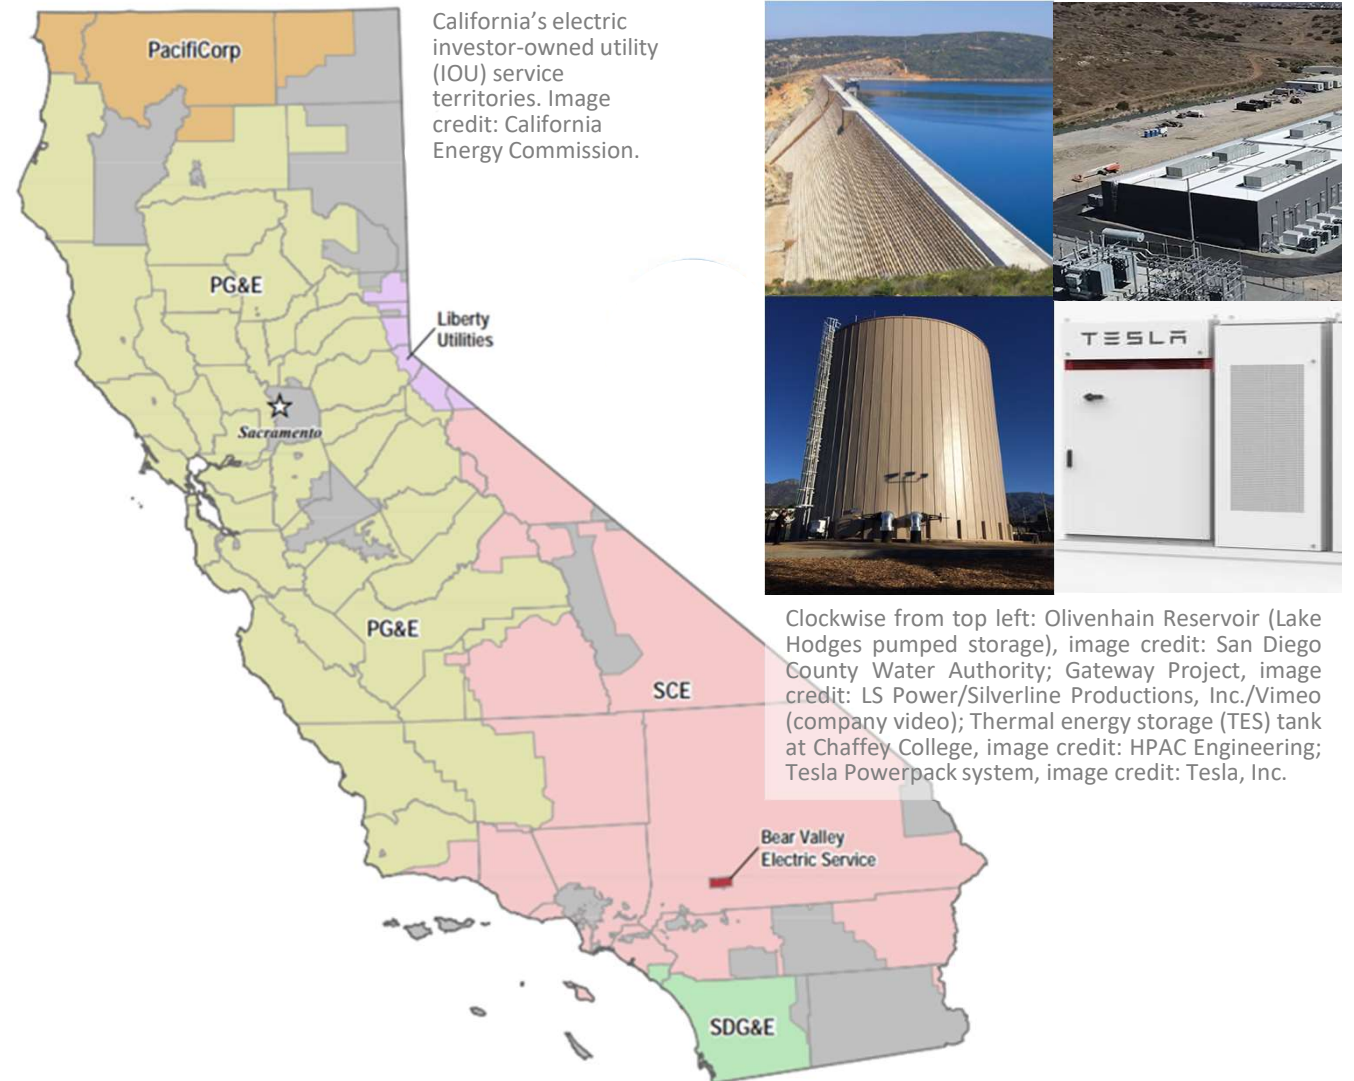 California’s electric
investor-owned utility
(IOU) service
territories. Image
credit: California
Energy Commission.
PacifiCorp
PG&E
Liberty
Utilities
Sacramento
PG&E
SCE
Bear Valley
Electric Service
SDG&E
TESLA
Clockwise from top left: Olivenhain Reservoir (Lake
Hodges pumped storage), image credit: San Diego
County Water Authority; Gateway Project, image
credit: LS Power/Silverline Productions, Inc./Vimeo
(company video); Thermal energy storage (TES) tank
at Chaffey College, image credit: HPAC Engineering;
Tesla Powerpack system, image credit: Tesla, Inc.